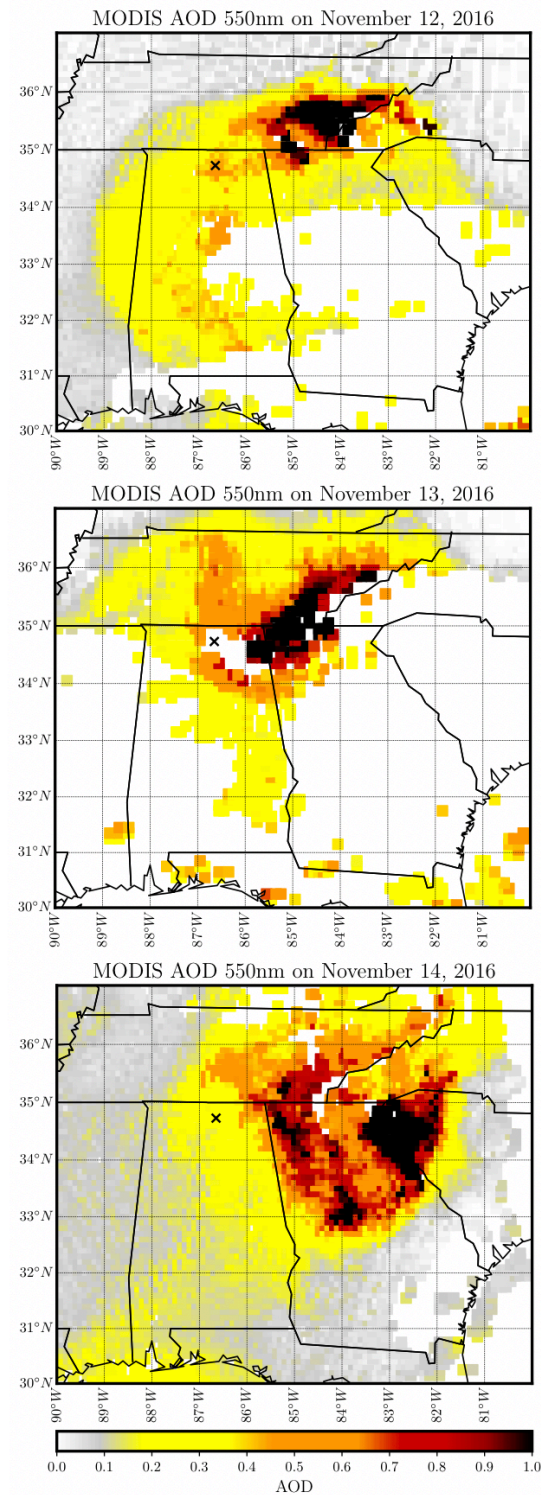 MODIS AOD 550nm on November 12, 2016
36°N
35°N
34°N
33°N
32°N
31°N
30°N
90°W 89°W 88°W 87°W 86°W 85°W 84°W 83°W 82°W 81°W
MODIS AOD 550nm on November 13, 2016
36°N
35°N
34°N
33°N
32°N
31°N
30°N
90°W 89°W 88°W 87°W 86°W 85°W 84°W 83°W 82°W 81°W
MODIS AOD 550nm on November 14, 2016
36°N
35°N
34°N
33°N
32°N
31°N
30°N
90°W 89°W 88°W 87°W 86°W 85°W 84°W 83°W 82°W 81°W
0.0 0.1 0.2 0.3 0.4 0.5 0.6 0.7 0.8 0.9 1.0
AOD